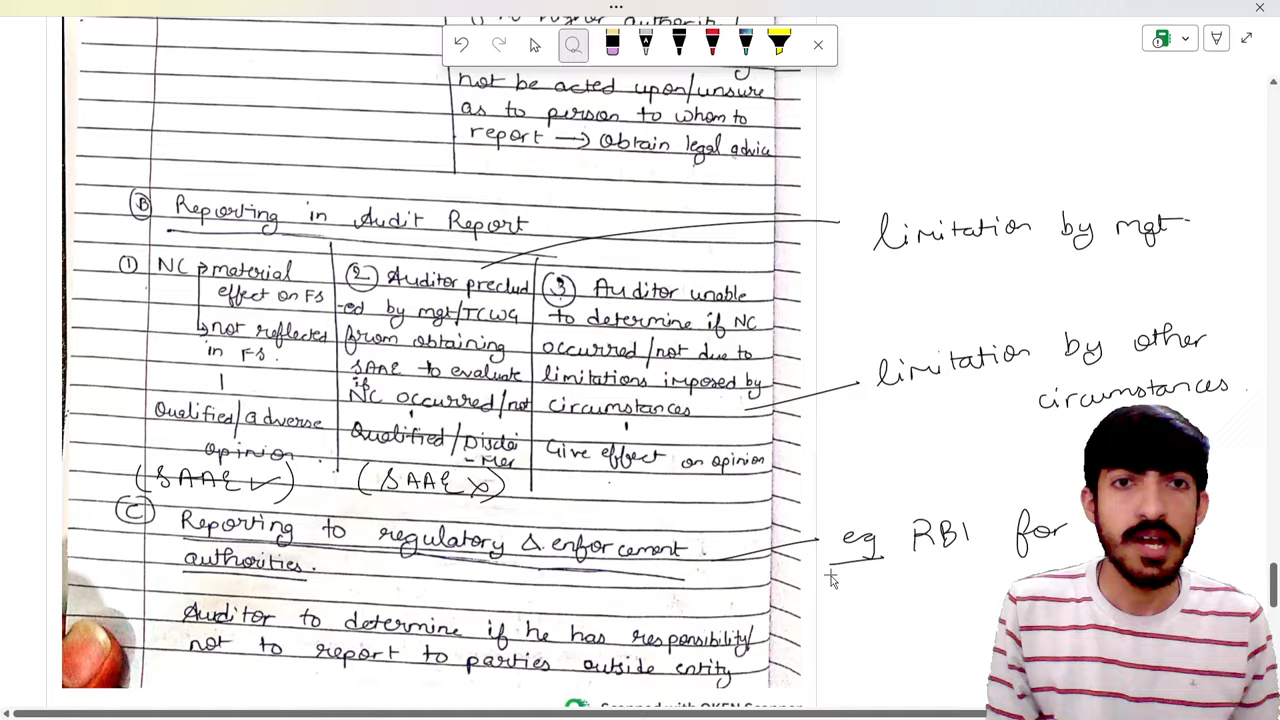 not be acted upon/unsure
as to person to whom to
report → obtain legal advic
(B) Reporting in Audit Report
(1) NC → material
effect on FS
↳ not reflected
in FS.
Qualified/adverse
opinion.
(SAAE ✓)
(2) Auditor preclud
-ed by mgt/TCWG
from obtaining
SAAE to evaluate
if
NC occurred/not
Qualified/Disclai
-mer
(SAAE ×)
(3) Auditor unable
to determine if NC
occurred/not due to
limitations imposed by
circumstances
Give effect on opinion
limitation by mgt
limitation by other
circumstances
(C) Reporting to regulatory & enforcement
authorities.
eg RBI for
Auditor to determine if he has responsibility/
not to report to parties outside entity